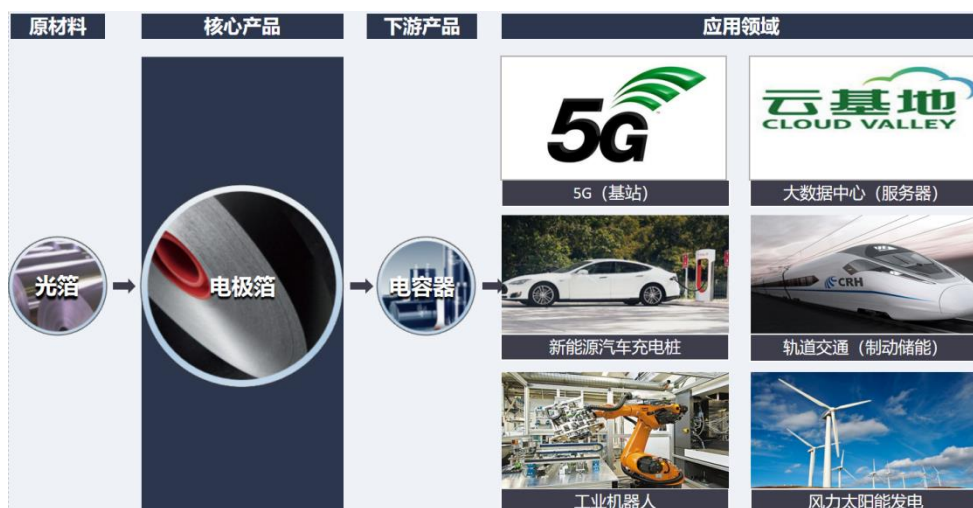 原材料
核心产品
下游产品
应用领域
光箔
电极箔
电容器
5G
云基地
CLOUD VALLEY
5G（基站）
大数据中心（服务器）
CRH
新能源汽车充电桩
轨道交通（制动储能）
工业机器人
风力太阳能发电